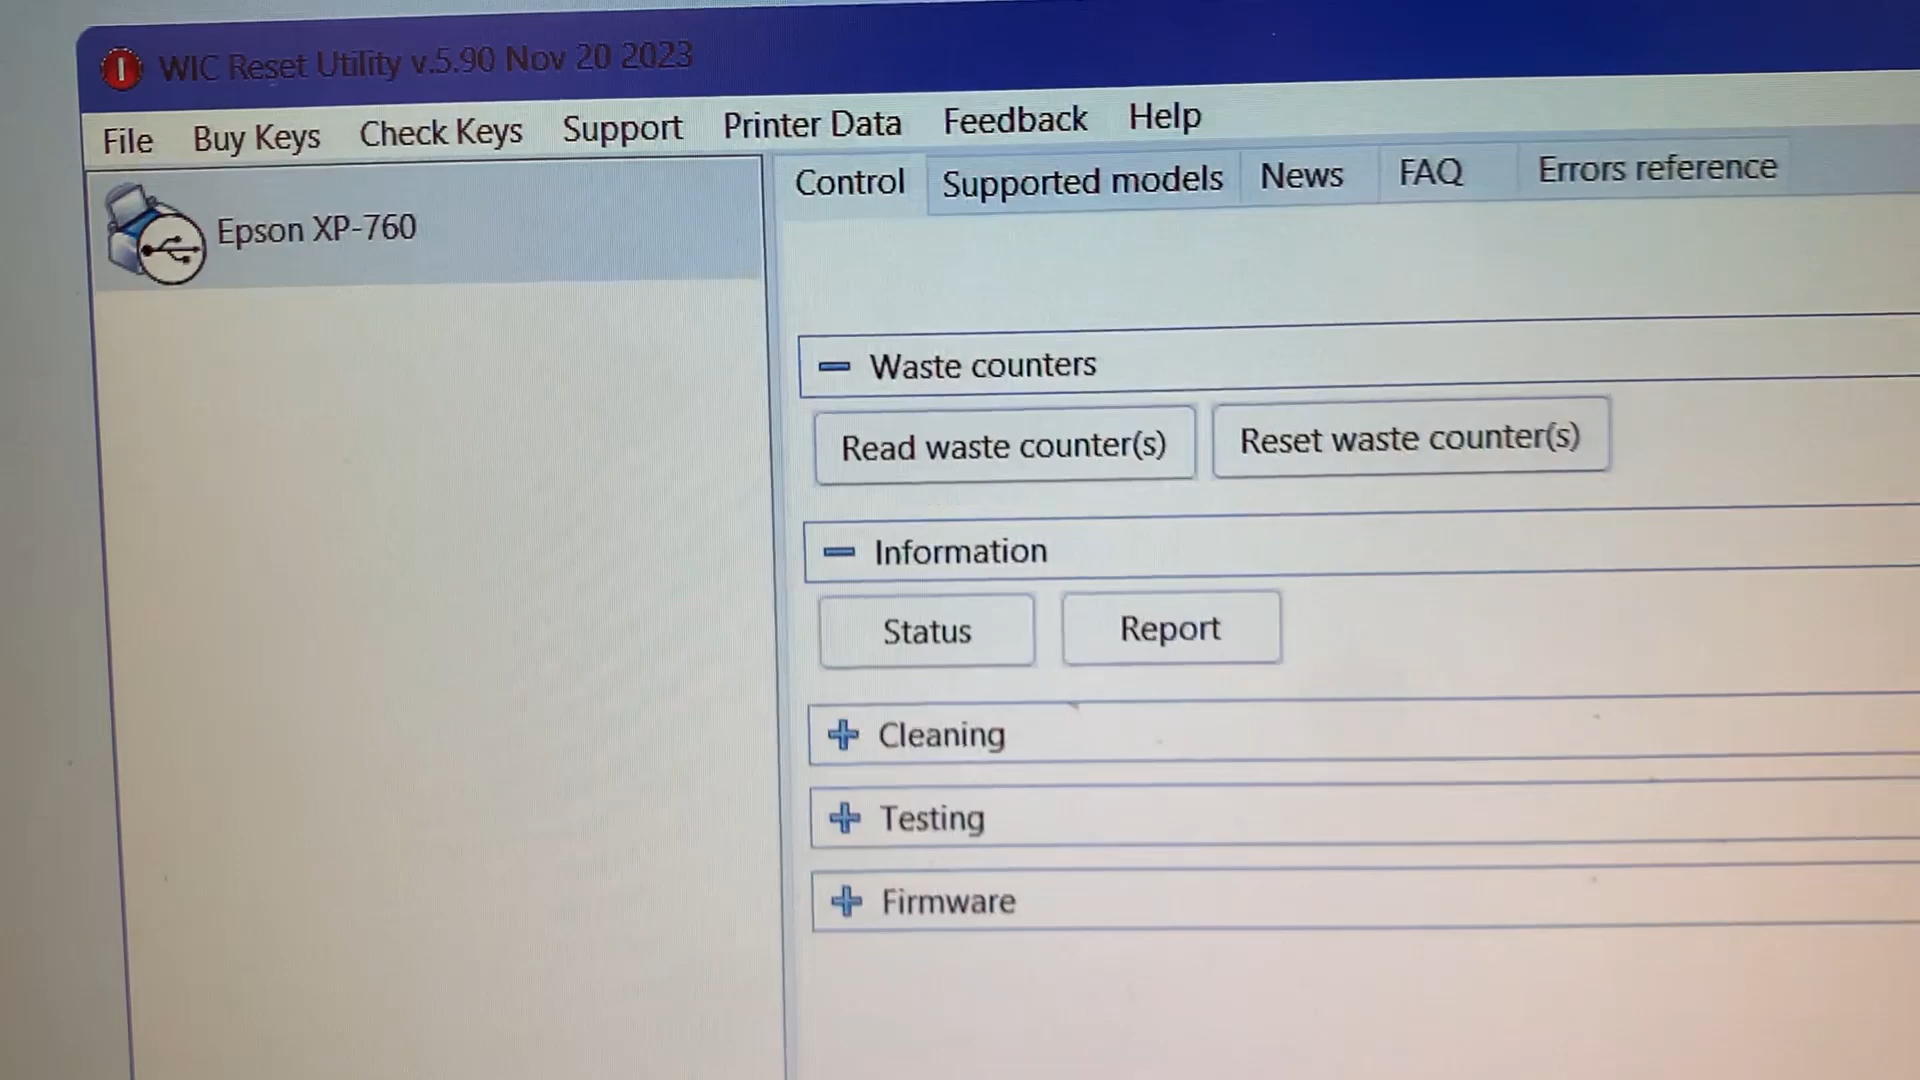 WIC Reset Utility v.5.90 Nov 20 2023
File Buy Keys Check Keys Support Printer Data Feedback Help
Epson XP-760
Control Supported models News FAQ Errors reference
Waste counters
Read waste counter(s) Reset waste counter(s)
Information
Status Report
Cleaning
Testing
Firmware